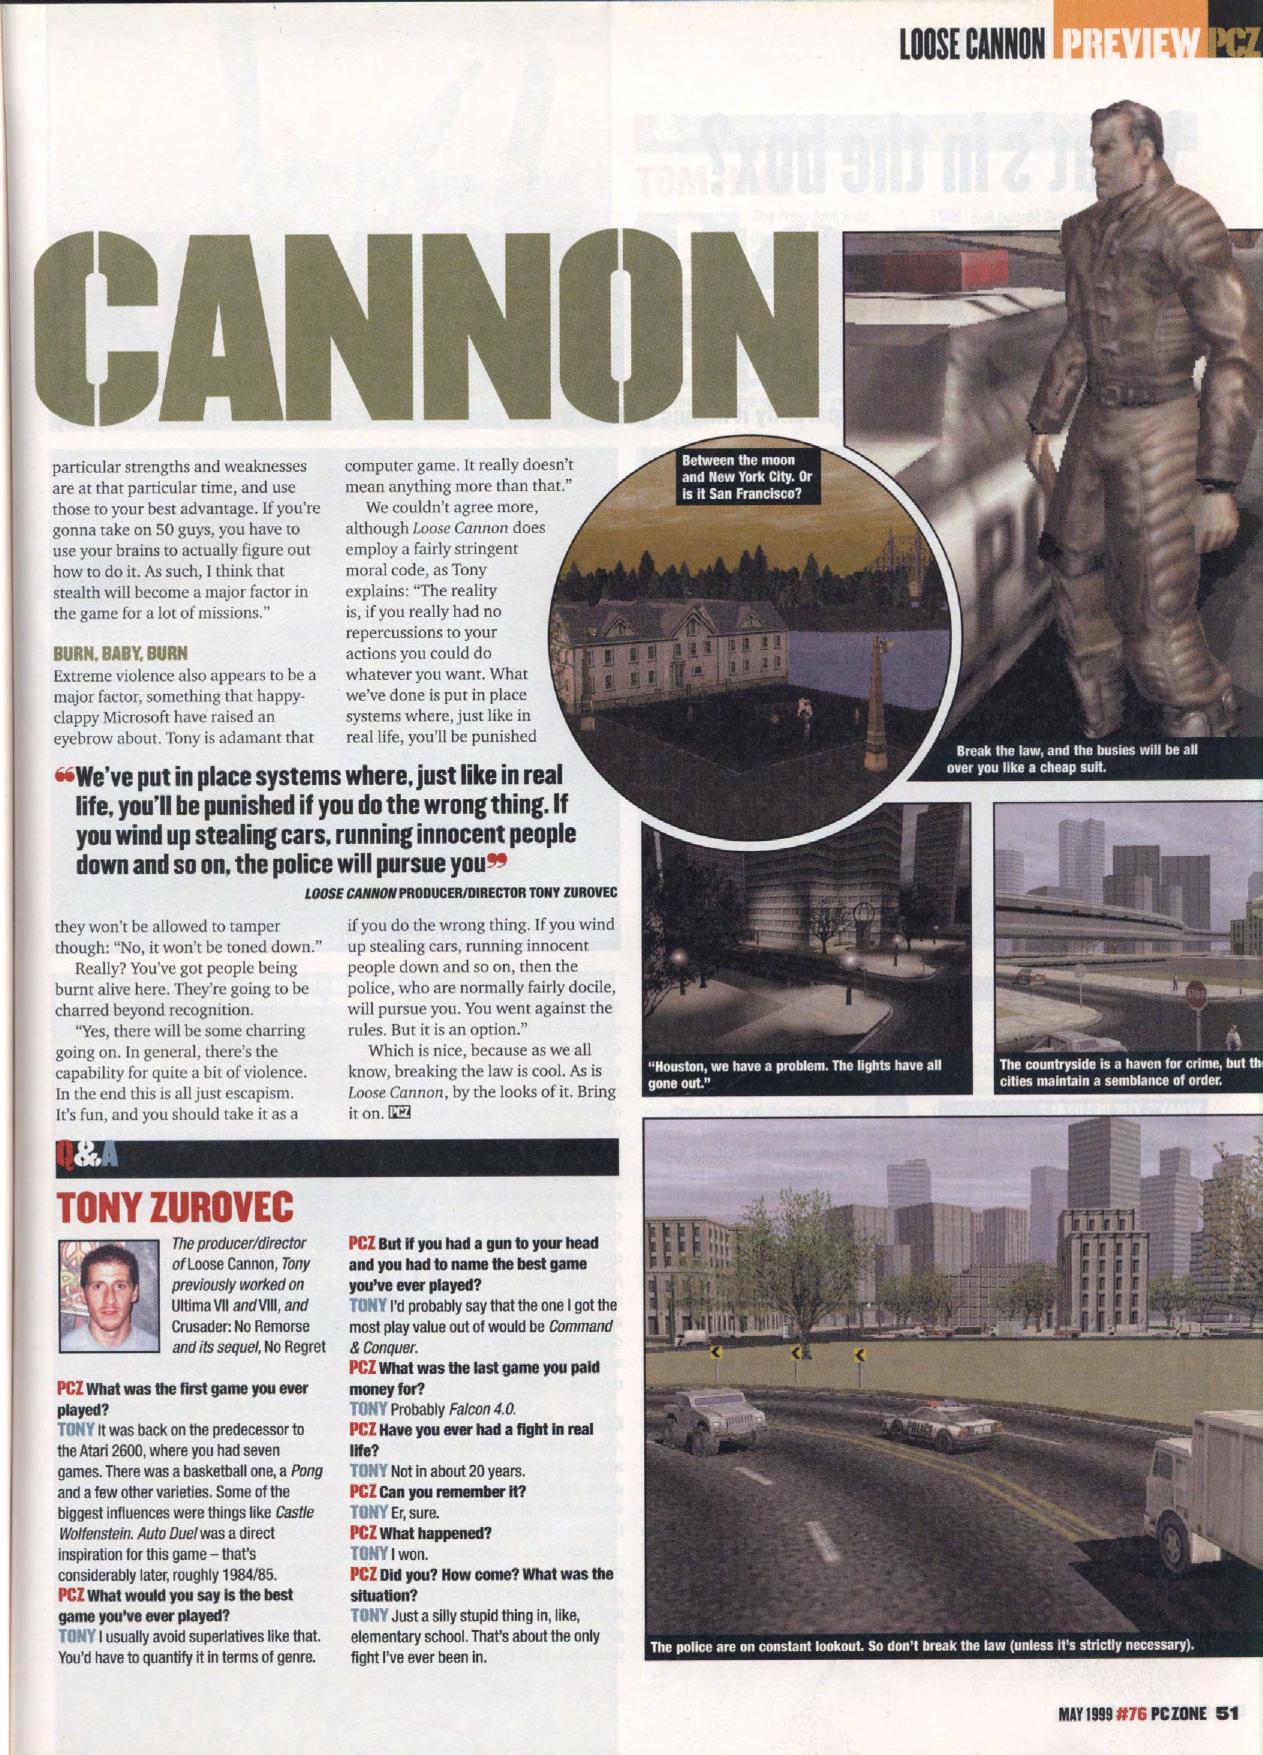 LOOSE CANNON PREVIEW PCZ
CANNON
particular strengths and weaknesses
are at that particular time, and use
those to your best advantage. If you're
gonna take on 50 guys, you have to
use your brains to actually figure out
how to do it. As such, I think that
stealth will become a major factor in
the game for a lot of missions."
BURN, BABY, BURN
Extreme violence also appears to be a
major factor, something that happy-
clappy Microsoft have raised an
eyebrow about. Tony is adamant that
computer game. It really doesn't
mean anything more than that."
We couldn't agree more,
although Loose Cannon does
employ a fairly stringent
moral code, as Tony
explains: "The reality
is, if you really had no
repercussions to your
actions you could do
whatever you want. What
we've done is put in place
systems where, just like in
real life, you'll be punished
“We've put in place systems where, just like in real
life, you'll be punished if you do the wrong thing. If
you wind up stealing cars, running innocent people
down and so on, the police will pursue you”
LOOSE CANNON PRODUCER/DIRECTOR TONY ZUROVEC
they won't be allowed to tamper
though: "No, it won't be toned down."
Really? You've got people being
burnt alive here. They're going to be
charred beyond recognition.
"Yes, there will be some charring
going on. In general, there's the
capability for quite a bit of violence.
In the end this is all just escapism.
It's fun, and you should take it as a
if you do the wrong thing. If you wind
up stealing cars, running innocent
people down and so on, then the
police, who are normally fairly docile,
will pursue you. You went against the
rules. But it is an option."
Which is nice, because as we all
know, breaking the law is cool. As is
Loose Cannon, by the looks of it. Bring
it on. PCZ
Between the moon
and New York City. Or
is it San Francisco?
Break the law, and the busies will be all
over you like a cheap suit.
"Houston, we have a problem. The lights have all
gone out."
STOP
The countryside is a haven for crime, but the
cities maintain a semblance of order.
POLICE
The police are on constant lookout. So don't break the law (unless it's strictly necessary).
Q&A
TONY ZUROVEC
The producer/director
of Loose Cannon, Tony
previously worked on
Ultima VII and VIII, and
Crusader: No Remorse
and its sequel, No Regret
PCZ What was the first game you ever
played?
TONY It was back on the predecessor to
the Atari 2600, where you had seven
games. There was a basketball one, a Pong
and a few other varieties. Some of the
biggest influences were things like Castle
Wolfenstein. Auto Duel was a direct
inspiration for this game – that's
considerably later, roughly 1984/85.
PCZ What would you say is the best
game you've ever played?
TONY I usually avoid superlatives like that.
You'd have to quantify it in terms of genre.
PCZ But if you had a gun to your head
and you had to name the best game
you've ever played?
TONY I'd probably say that the one I got the
most play value out of would be Command
& Conquer.
PCZ What was the last game you paid
money for?
TONY Probably Falcon 4.0.
PCZ Have you ever had a fight in real
life?
TONY Not in about 20 years.
PCZ Can you remember it?
TONY Er, sure.
PCZ What happened?
TONY I won.
PCZ Did you? How come? What was the
situation?
TONY Just a silly stupid thing in, like,
elementary school. That's about the only
fight I've ever been in.
MAY 1999 #76 PC ZONE 51